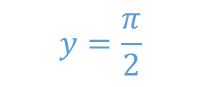 y = π/2